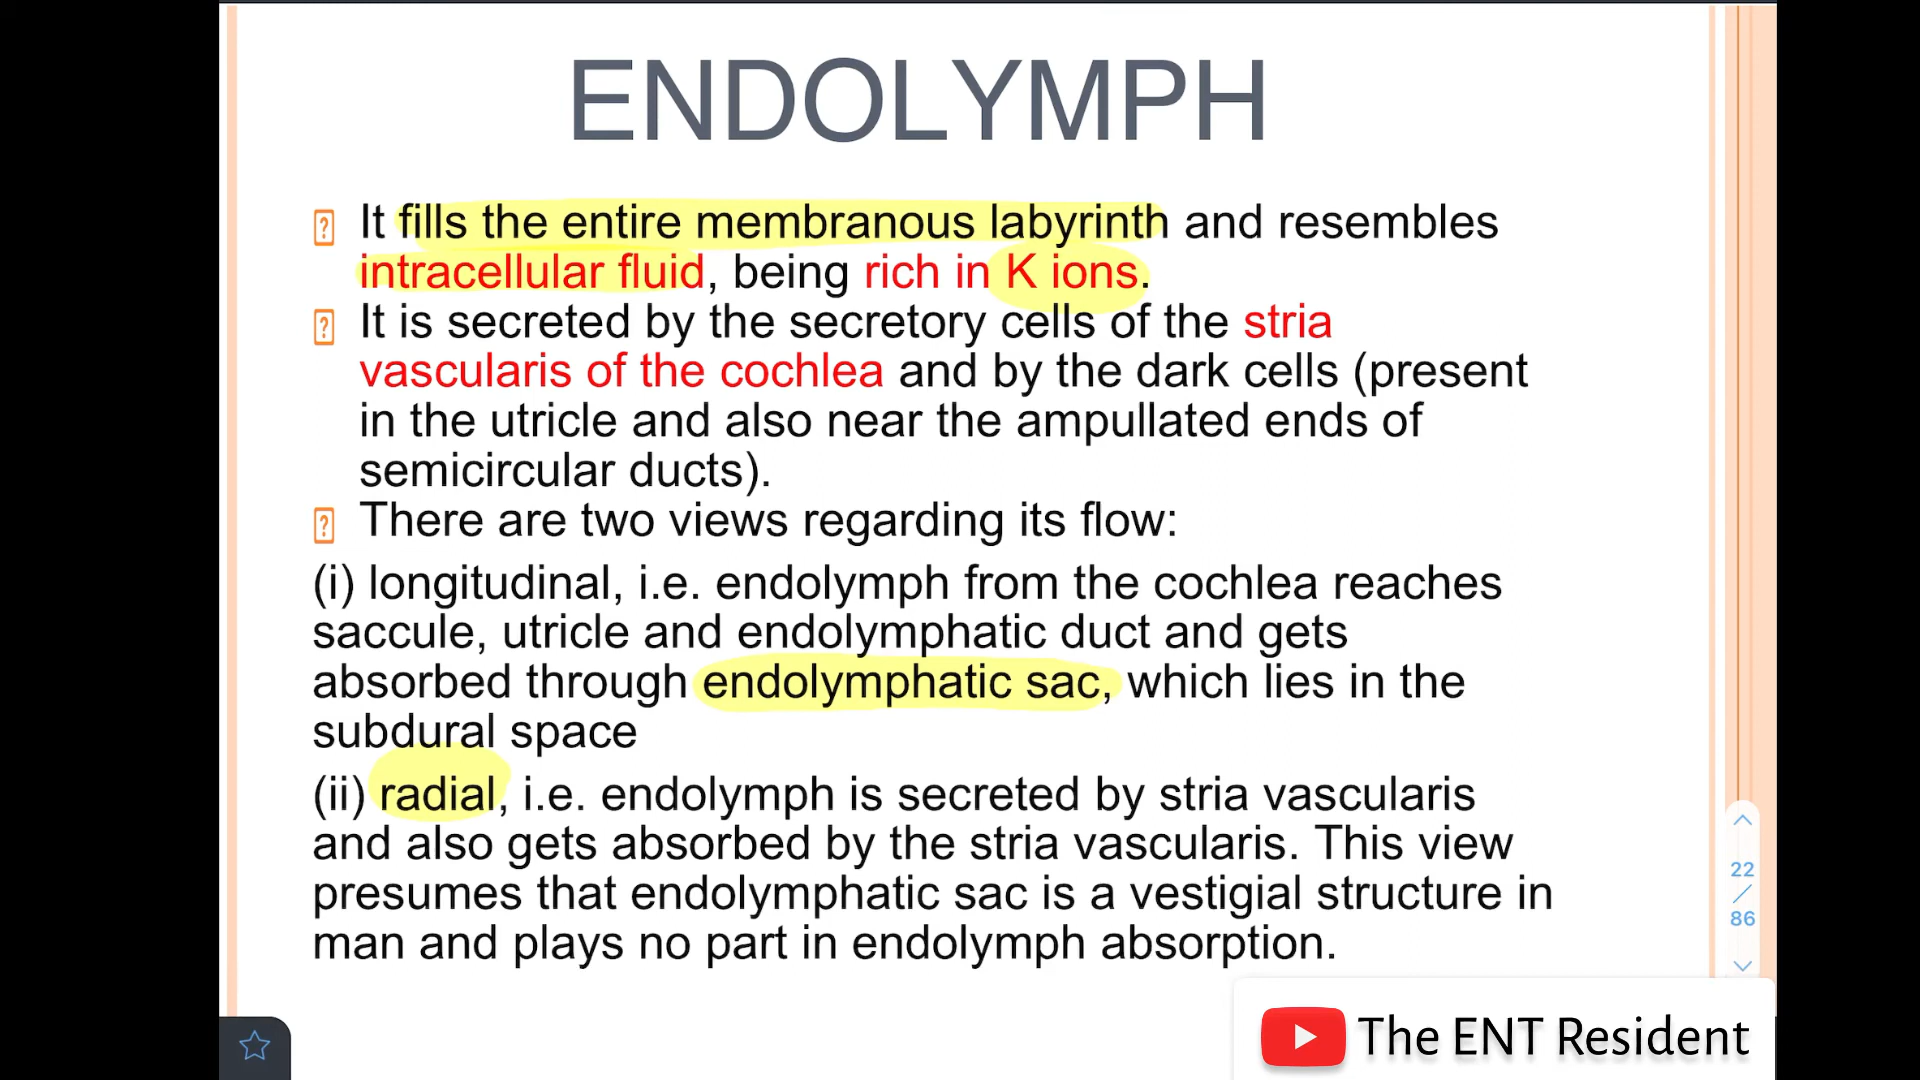 ENDOLYMPH
It fills the entire membranous labyrinth and resembles
intracellular fluid, being rich in K ions.
It is secreted by the secretory cells of the stria
vascularis of the cochlea and by the dark cells (present
in the utricle and also near the ampullated ends of
semicircular ducts).
There are two views regarding its flow:
(i) longitudinal, i.e. endolymph from the cochlea reaches
saccule, utricle and endolymphatic duct and gets
absorbed through endolymphatic sac, which lies in the
subdural space
(ii) radial, i.e. endolymph is secreted by stria vascularis
and also gets absorbed by the stria vascularis. This view
presumes that endolymphatic sac is a vestigial structure in
man and plays no part in endolymph absorption.
22
/
86
The ENT Resident